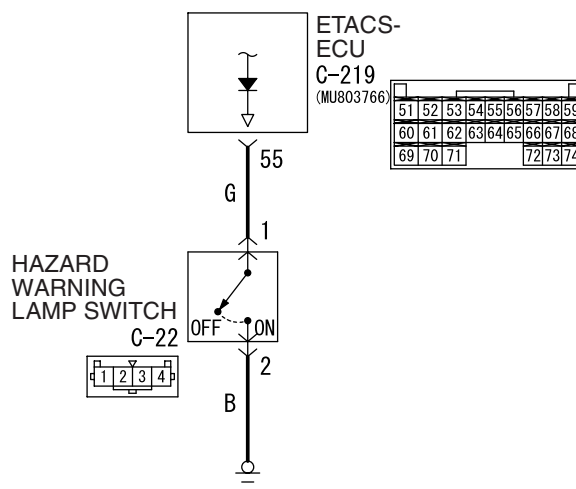 ETACS-
ECU
C-219
(MU803766)
51 52 53 54 55 56 57 58 59
60 61 62 63 64 65 66 67 68
69 70 71 72 73 74
55
G
1
HAZARD
WARNING
LAMP SWITCH
OFF ON
C-22
1 2 3 4
2
B